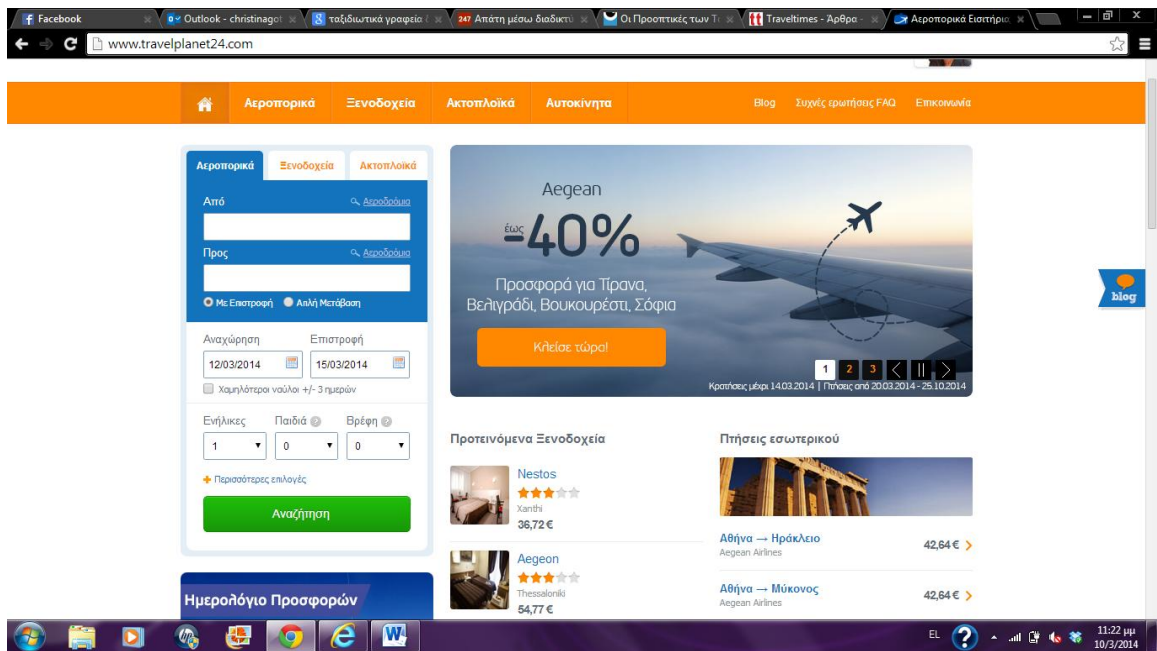 Facebook
Outlook - christinagot
ταξιδιωτικά γραφεία
247 Απάτη μέσω διαδικτύ
Οι Προοπτικές των Το
Traveltimes - Άρθρα -
Αεροπορικά Εισιτήρια
www.travelplanet24.com
Αεροπορικά Ξενοδοχεία Ακτοπλοϊκά Αυτοκίνητα
Blog Συχνές ερωτήσεις FAQ Επικοινωνία
Αεροπορικά Ξενοδοχεία Ακτοπλοϊκά
Από Αεροδρόμια
Προς Αεροδρόμια
Με Επιστροφή Απλή Μετάβαση
Αναχώρηση Επιστροφή
12/03/2014 15/03/2014
Χαμηλότεροι ναύλοι +/- 3 ημερών
Ενήλικες Παιδιά Βρέφη
1 0 0
Περισσότερες επιλογές
Αναζήτηση
Ημερολόγιο Προσφορών
Aegean
έως
-40%
Προσφορά για Τίρανα,
Βελιγράδι, Βουκουρέστι, Σόφια
Κλείσε τώρα!
1 2 3
Κρατήσεις μέχρι 14.03.2014 | Πτήσεις από 20.03.2014 - 25.10.2014
blog
Προτεινόμενα Ξενοδοχεία
Nestos
Xanthi
36,72 €
Aegeon
Thessaloniki
54,77 €
Πτήσεις εσωτερικού
Αθήνα → Ηράκλειο
Aegean Airlines
42,64 €
Αθήνα → Μύκονος
Aegean Airlines
42,64 €
EL
11:22 μμ
10/3/2014